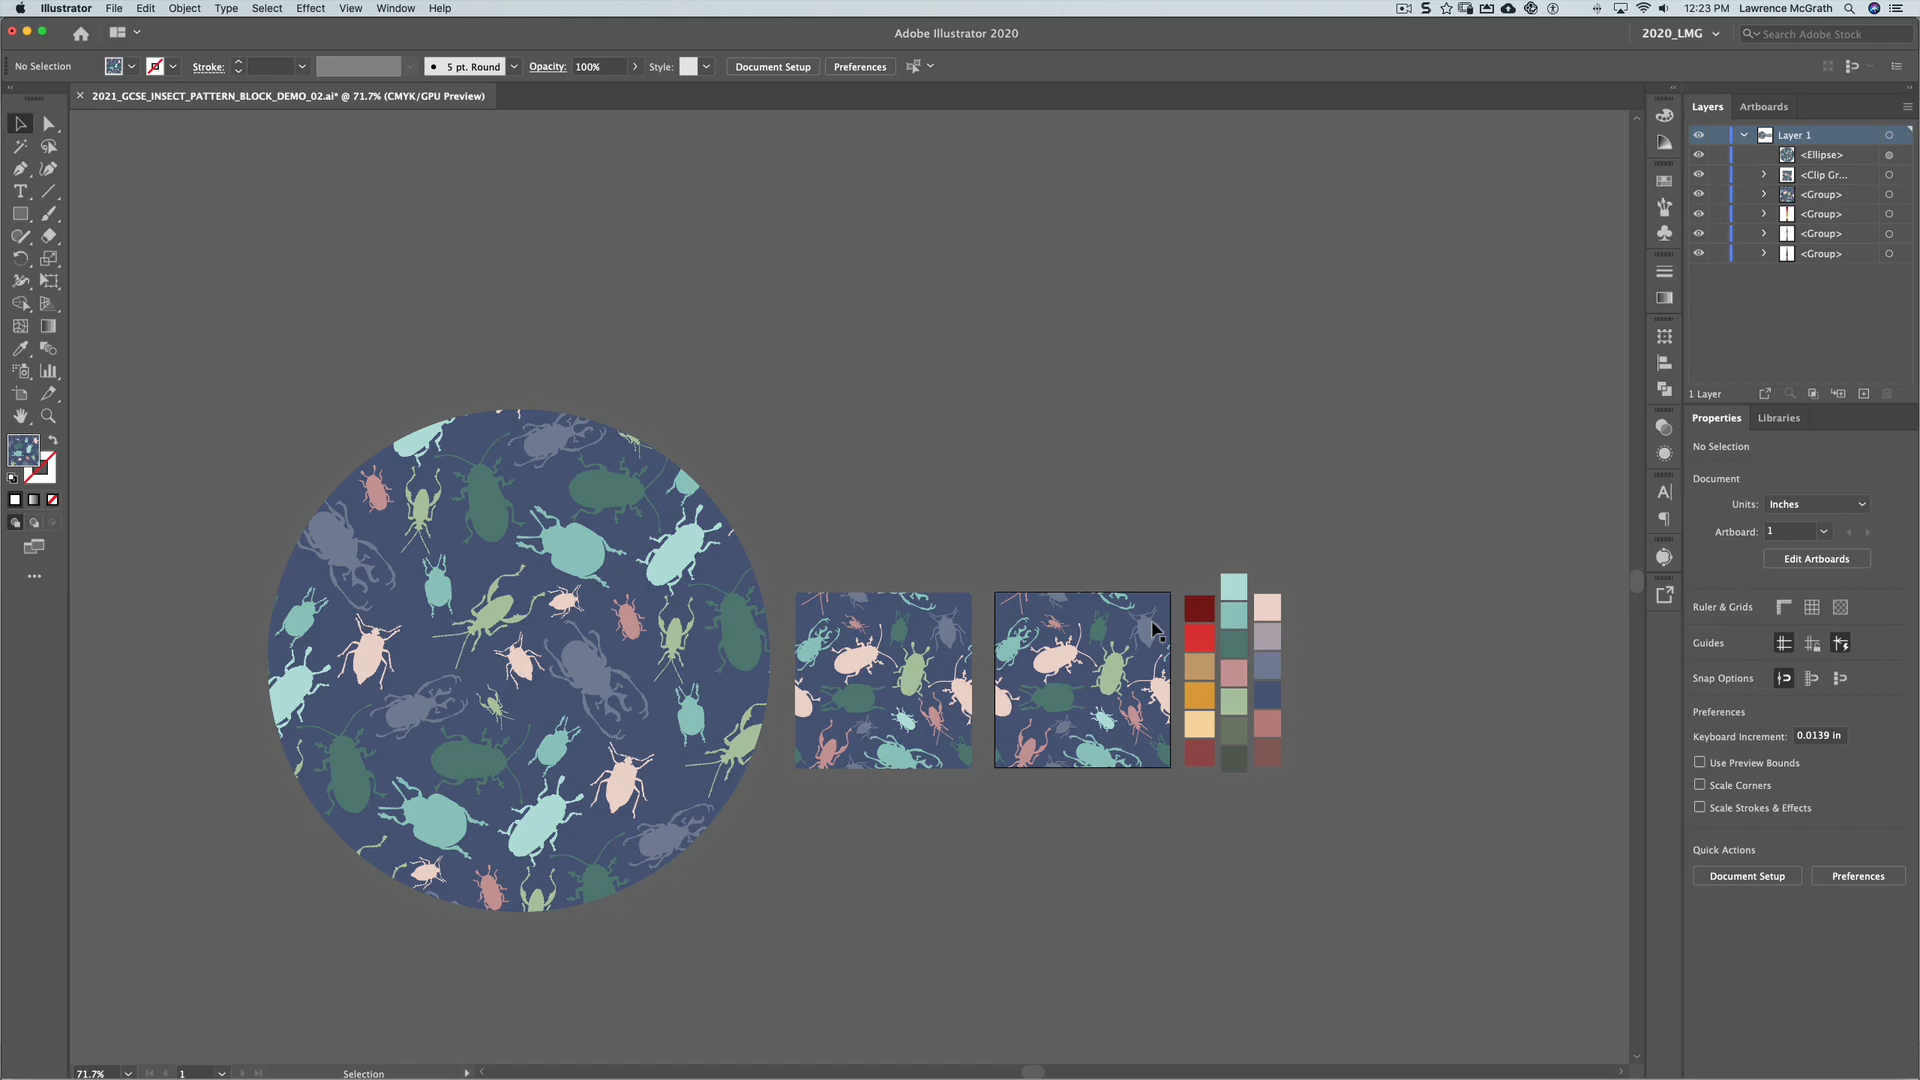 Illustrator File Edit Object Type Select Effect View Window Help 12:23 PM Lawrence McGrath
Adobe Illustrator 2020 2020_LMG Search Adobe Stock
No Selection Stroke: 5 pt. Round Opacity: 100% Style: Document Setup Preferences
2021_GCSE_INSECT_PATTERN_BLOCK_DEMO_02.ai* @ 71.7% (CMYK/GPU Preview)
Layers Artboards
Layer 1
<Ellipse>
<Clip Gr...
<Group>
<Group>
<Group>
<Group>
1 Layer
Properties Libraries
No Selection
Document
Units: Inches
Artboard: 1
Edit Artboards
Ruler & Grids
Guides
Snap Options
Preferences
Keyboard Increment: 0.0139 in
Use Preview Bounds
Scale Corners
Scale Strokes & Effects
Quick Actions
Document Setup Preferences
71.7% 1 Selection